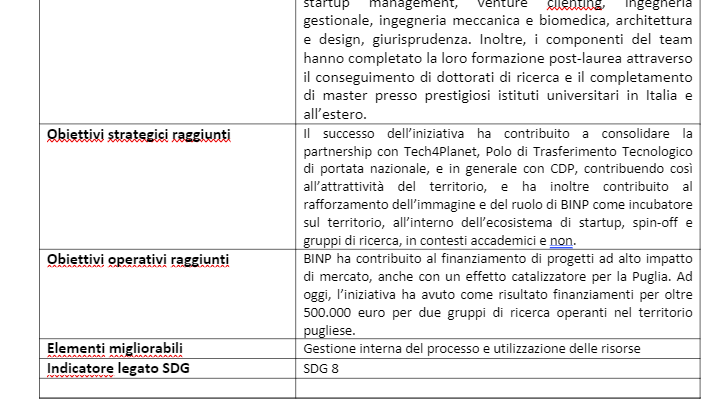 startup management, venture clienting, ingegneria
gestionale, ingegneria meccanica e biomedica, architettura
e design, giurisprudenza. Inoltre, i componenti del team
hanno completato la loro formazione post-laurea attraverso
il conseguimento di dottorati di ricerca e il completamento
di master presso prestigiosi istituti universitari in Italia e
all’estero.
Obiettivi strategici raggiunti
Il successo dell’iniziativa ha contribuito a consolidare la
partnership con Tech4Planet, Polo di Trasferimento Tecnologico
di portata nazionale, e in generale con CDP, contribuendo così
all’attrattività del territorio, e ha inoltre contribuito al
rafforzamento dell’immagine e del ruolo di BINP come incubatore
sul territorio, all’interno dell’ecosistema di startup, spin-off e
gruppi di ricerca, in contesti accademici e non.
Obiettivi operativi raggiunti
BINP ha contribuito al finanziamento di progetti ad alto impatto
di mercato, anche con un effetto catalizzatore per la Puglia. Ad
oggi, l’iniziativa ha avuto come risultato finanziamenti per oltre
500.000 euro per due gruppi di ricerca operanti nel territorio
pugliese.
Elementi migliorabili
Gestione interna del processo e utilizzazione delle risorse
Indicatore legato SDG
SDG 8